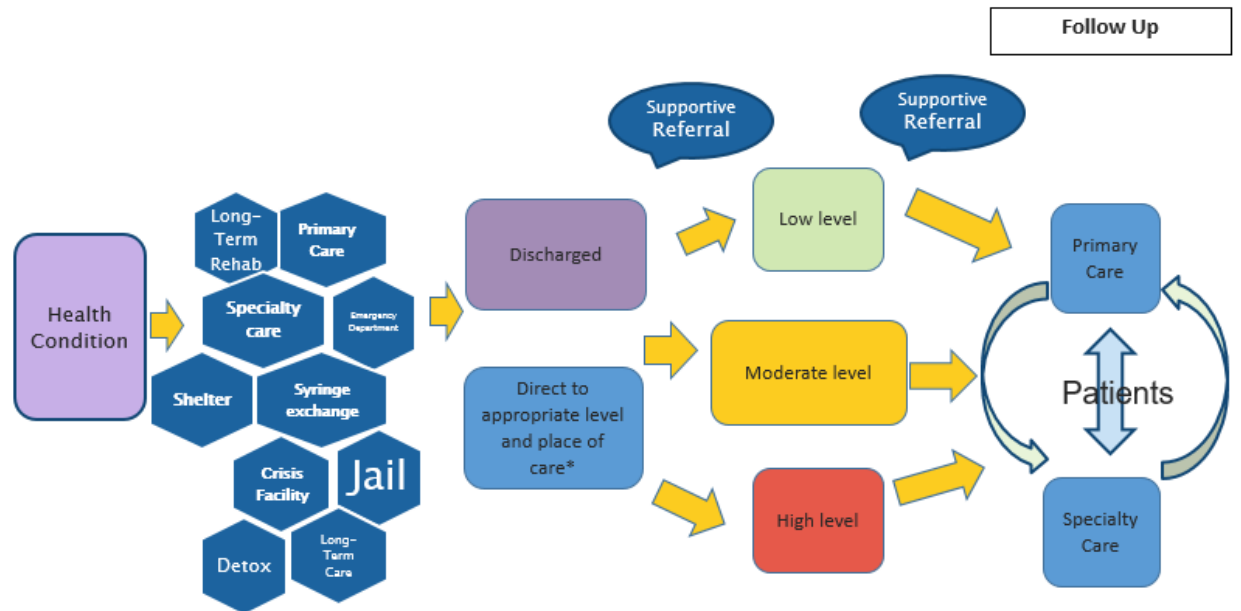 Follow Up
Supportive
Referral
Supportive
Referral
Health
Condition
Long-
Term
Rehab
Primary
Care
Specialty
care
Emergency
Department
Shelter
Syringe
exchange
Crisis
Facility
Jail
Detox
Long-
Term
Care
Discharged
Direct to
appropriate level
and place of
care*
Low level
Moderate level
High level
Primary
Care
Patients
Specialty
Care